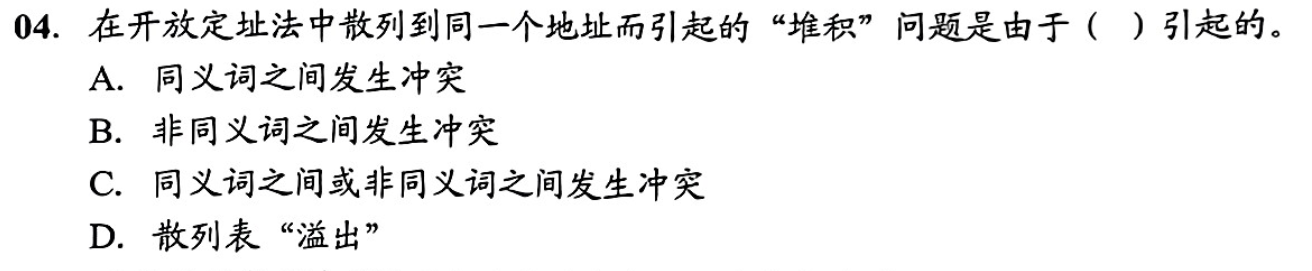 04. 在开放定址法中散列到同一个地址而引起的“堆积”问题是由于（ ）引起的。
A. 同义词之间发生冲突
B. 非同义词之间发生冲突
C. 同义词之间或非同义词之间发生冲突
D. 散列表“溢出”